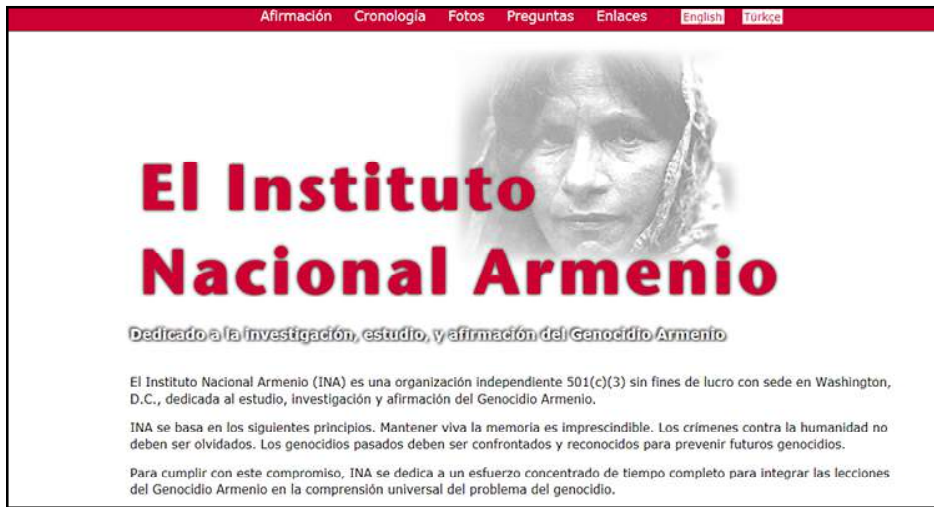 Afirmación Cronología Fotos Preguntas Enlaces English Türkçe
El Instituto
Nacional Armenio
Dedicado a la investigación, estudio, y afirmación del Genocidio Armenio
El Instituto Nacional Armenio (INA) es una organización independiente 501(c)(3) sin fines de lucro con sede en Washington,
D.C., dedicada al estudio, investigación y afirmación del Genocidio Armenio.
INA se basa en los siguientes principios. Mantener viva la memoria es imprescindible. Los crímenes contra la humanidad no
deben ser olvidados. Los genocidios pasados deben ser confrontados y reconocidos para prevenir futuros genocidios.
Para cumplir con este compromiso, INA se dedica a un esfuerzo concentrado de tiempo completo para integrar las lecciones
del Genocidio Armenio en la comprensión universal del problema del genocidio.